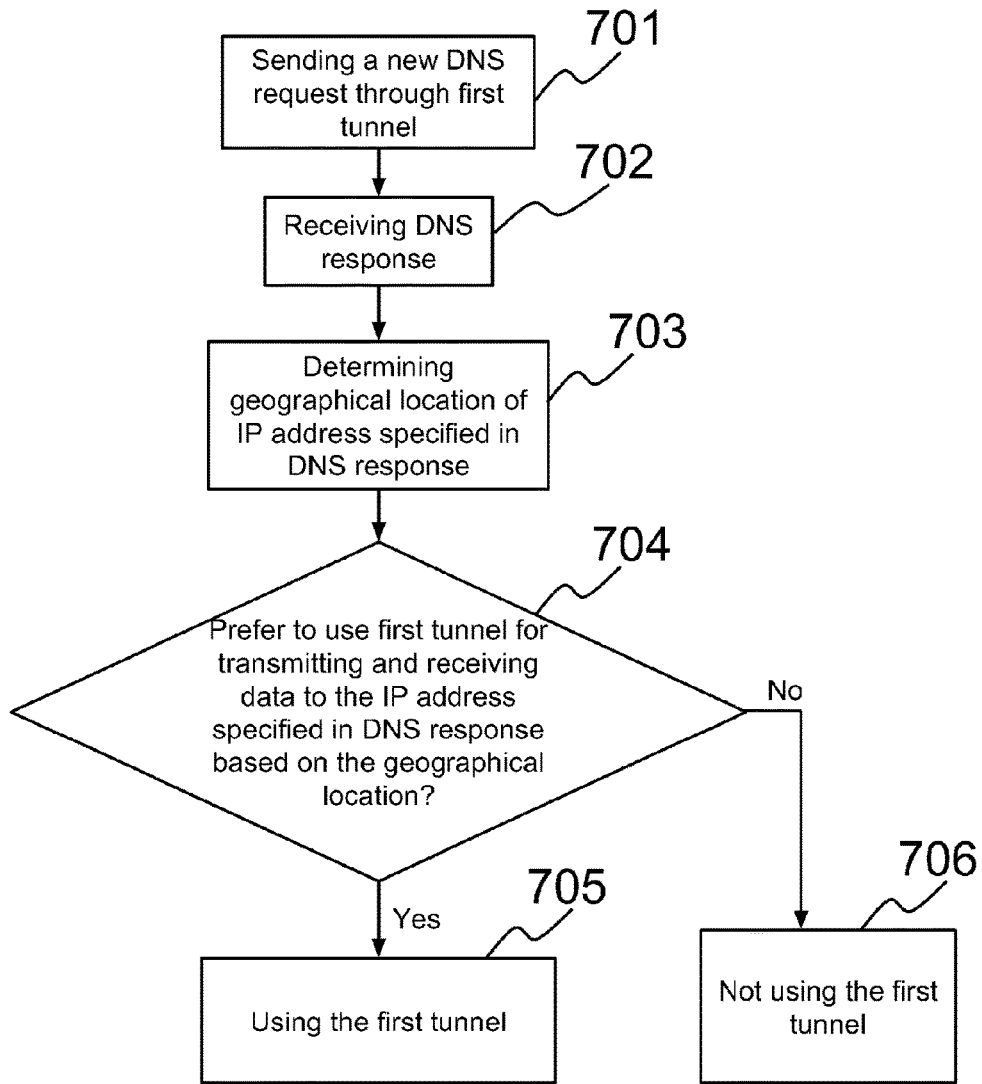 701
Sending a new DNS
request through first
tunnel
702
Receiving DNS
response
703
Determining
geographical location of
IP address specified in
DNS response
704
Prefer to use first tunnel for
transmitting and receiving
data to the IP address
specified in DNS response
based on the geographical
location?
No
Yes
705
Using the first tunnel
706
Not using the first
tunnel